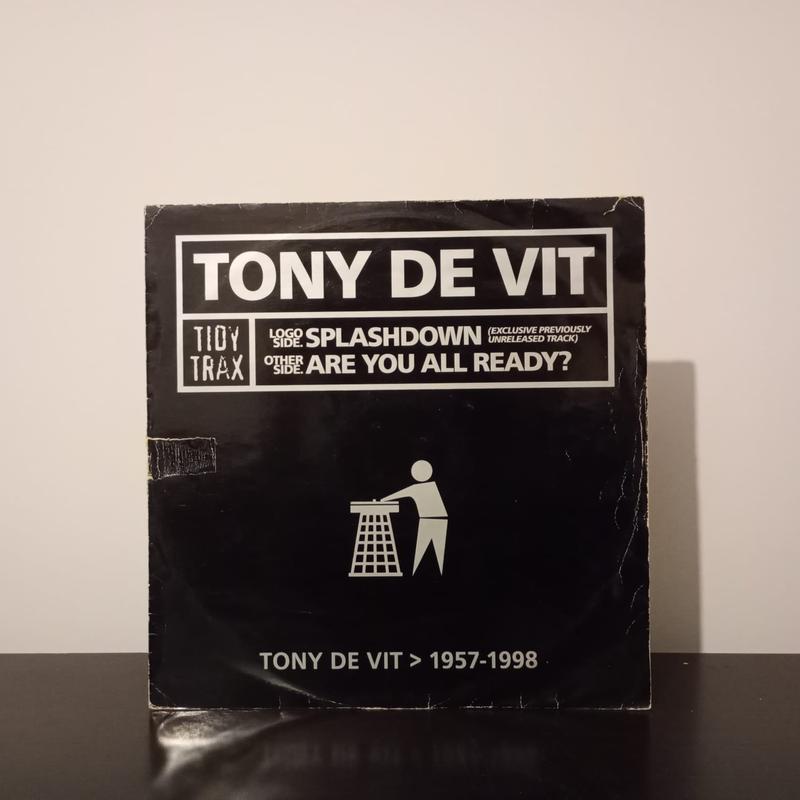 TONY DE VIT
TIDY
TRAX
LOGO SIDE. SPLASHDOWN (EXCLUSIVE PREVIOUSLY UNRELEASED TRACK)
OTHER SIDE. ARE YOU ALL READY?
TONY DE VIT > 1957-1998